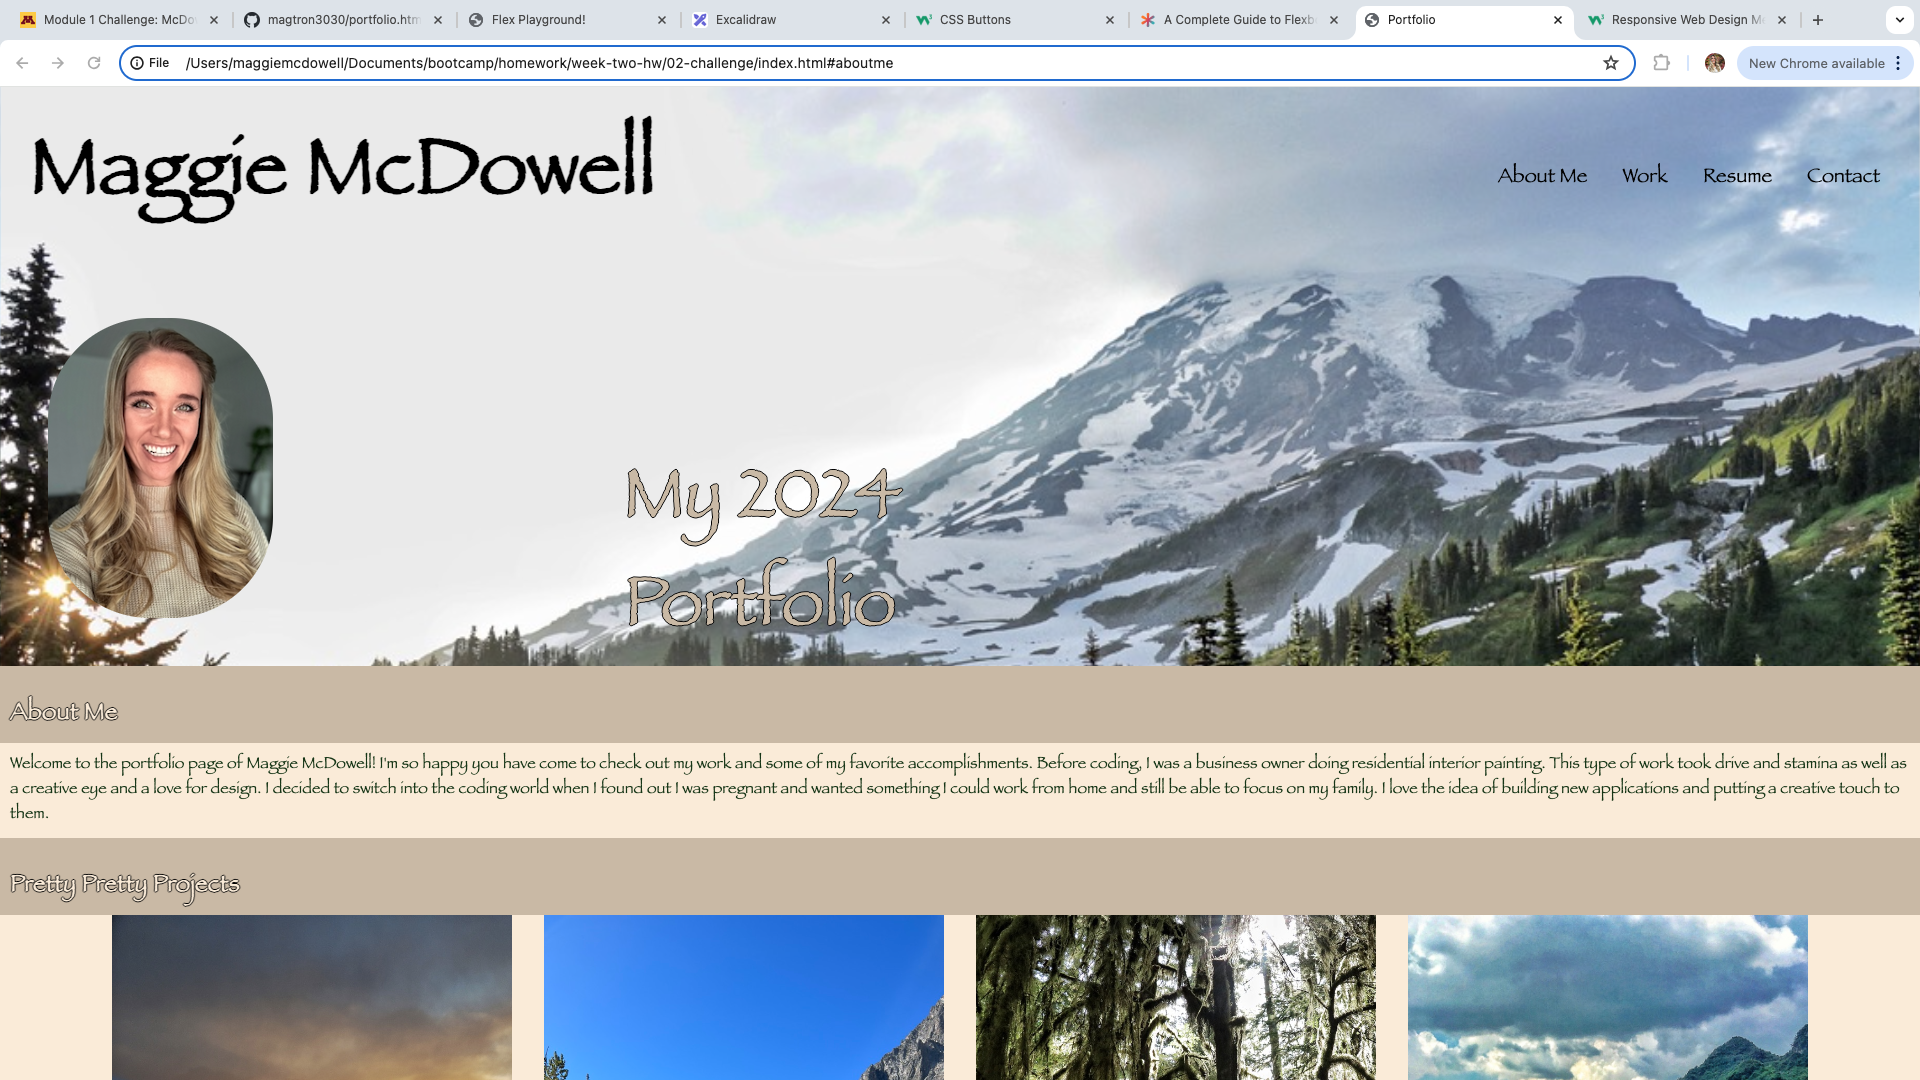 Module 1 Challenge: McDo
magtron3030/portfolio.htm
Flex Playground!
Excalidraw
CSS Buttons
A Complete Guide to Flexb
Portfolio
Responsive Web Design M
File /Users/maggiemcdowell/Documents/bootcamp/homework/week-two-hw/02-challenge/index.html#aboutme
New Chrome available
Maggie McDowell
About Me Work Resume Contact
My 2024
Portfolio
About Me
Welcome to the portfolio page of Maggie McDowell! I'm so happy you have come to check out my work and some of my favorite accomplishments. Before coding, I was a business owner doing residential interior painting. This type of work took drive and stamina as well as
a creative eye and a love for design. I decided to switch into the coding world when I found out I was pregnant and wanted something I could work from home and still be able to focus on my family. I love the idea of building new applications and putting a creative touch to
them.
Pretty Pretty Projects